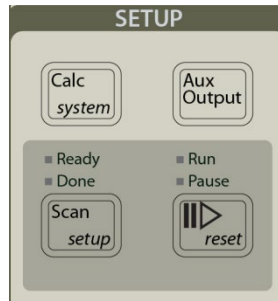 SETUP
Calc
system
Aux
Output
Ready
Done
Run
Pause
Scan
setup
reset